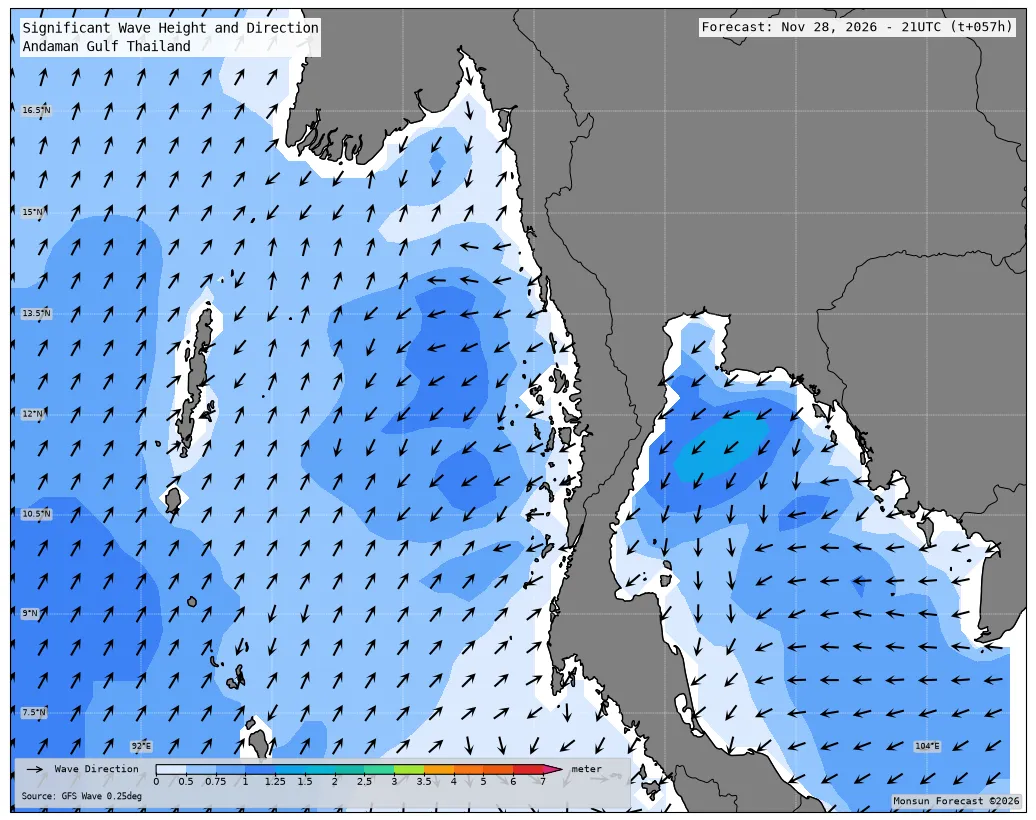 Significant Wave Height and Direction
Andaman Gulf Thailand
Forecast: Nov 28, 2026 - 21UTC (t+057h)
16.5°N
15°N
13.5°N
12°N
10.5°N
9°N
7.5°N
92°E
104°E
Wave Direction
meter
0 0.5 0.75 1 1.25 1.5 2 2.5 3 3.5 4 5 6 7
Source: GFS Wave 0.25deg
Monsun Forecast ©2026